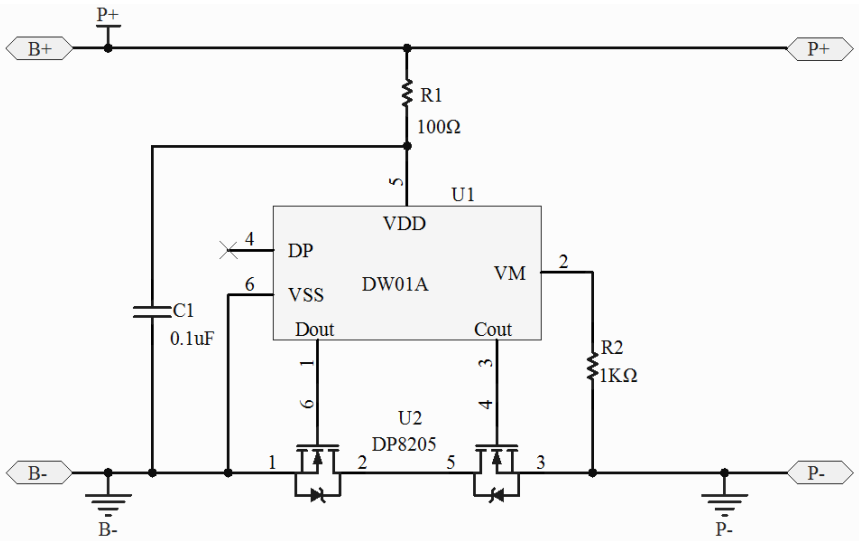 P+
B+
P+
R1
100Ω
5
U1
VDD
4
DP
VM
2
6
VSS
DW01A
C1
0.1uF
Dout
Cout
R2
1KΩ
1
3
6
4
U2
DP8205
B-
1
2
5
3
P-
B-
P-